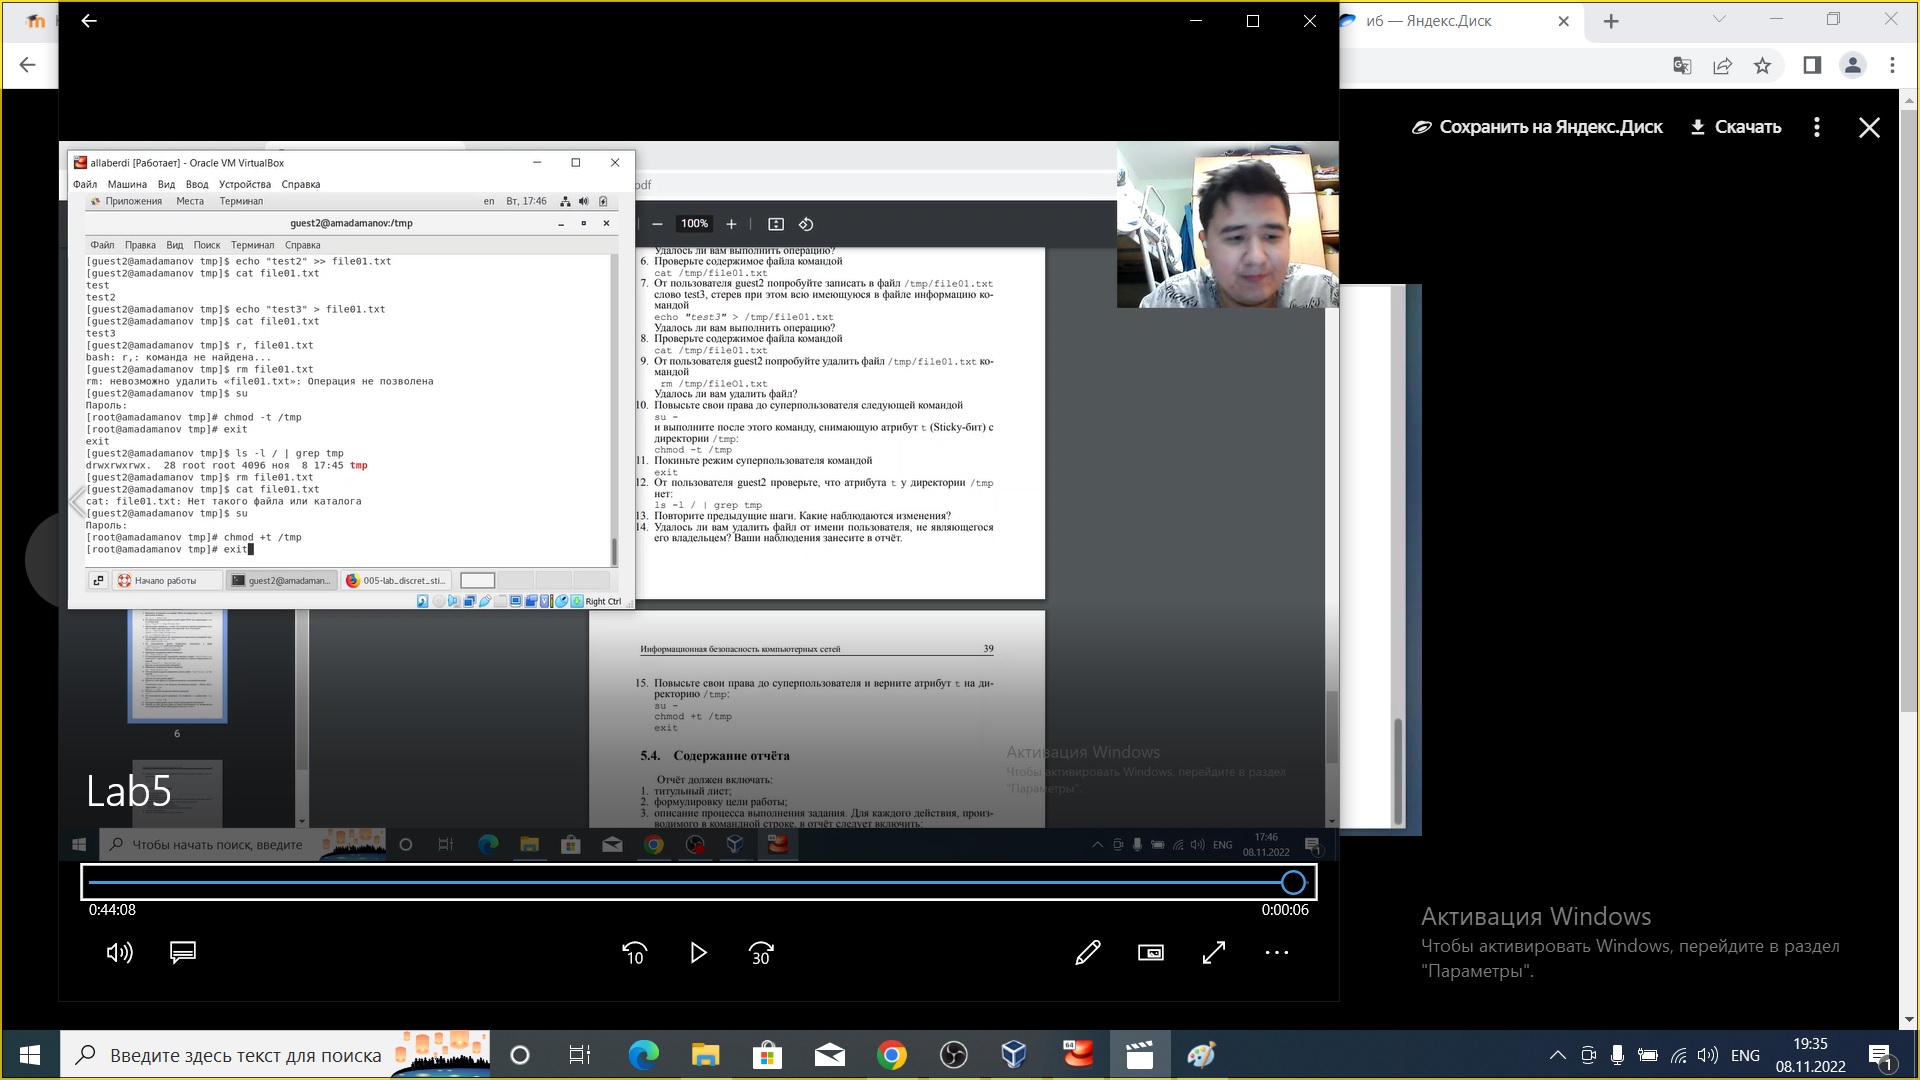 иб — Яндекс.Диск
Сохранить на Яндекс.Диск
Скачать
allaberdi [Работает] - Oracle VM VirtualBox
Файл Машина Вид Ввод Устройства Справка
Приложения Места Терминал en Вт, 17:46
guest2@amadamanov:/tmp
Файл Правка Вид Поиск Терминал Справка
[guest2@amadamanov tmp]$ echo "test2" >> file01.txt
[guest2@amadamanov tmp]$ cat file01.txt
test
test2
[guest2@amadamanov tmp]$ echo "test3" > file01.txt
[guest2@amadamanov tmp]$ cat file01.txt
test3
[guest2@amadamanov tmp]$ r, file01.txt
bash: r,: команда не найдена...
[guest2@amadamanov tmp]$ rm file01.txt
rm: невозможно удалить «file01.txt»: Операция не позволена
[guest2@amadamanov tmp]$ su
Пароль:
[root@amadamanov tmp]# chmod -t /tmp
[root@amadamanov tmp]# exit
exit
[guest2@amadamanov tmp]$ ls -l / | grep tmp
drwxrwxrwx.  28 root root 4096 ноя  8 17:45 tmp
[guest2@amadamanov tmp]$ rm file01.txt
[guest2@amadamanov tmp]$ cat file01.txt
cat: file01.txt: Нет такого файла или каталога
[guest2@amadamanov tmp]$ su
Пароль:
[root@amadamanov tmp]# chmod +t /tmp
[root@amadamanov tmp]# exit
Начало работы
guest2@amadaman...
005-lab_discret_sti...
Right Ctrl
pdf
100%
Удалось ли вам выполнить операцию?
6. Проверьте содержимое файла командой
cat /tmp/file01.txt
7. От пользователя guest2 попробуйте записать в файл /tmp/file01.txt
слово test3, стерев при этом всю имеющуюся в файле информацию ко-
мандой
echo "test3" > /tmp/file01.txt
Удалось ли вам выполнить операцию?
8. Проверьте содержимое файла командой
cat /tmp/file01.txt
9. От пользователя guest2 попробуйте удалить файл /tmp/file01.txt ко-
мандой
rm /tmp/file01.txt
Удалось ли вам удалить файл?
10. Повысьте свои права до суперпользователя следующей командой
su -
и выполните после этого команду, снимающую атрибут t (Sticky-бит) с
директории /tmp:
chmod -t /tmp
11. Покиньте режим суперпользователя командой
exit
12. От пользователя guest2 проверьте, что атрибута t у директории /tmp
нет:
ls -l / | grep tmp
13. Повторите предыдущие шаги. Какие наблюдаются изменения?
14. Удалось ли вам удалить файл от имени пользователя, не являющегося
его владельцем? Ваши наблюдения занесите в отчёт.
Информационная безопасность компьютерных сетей 39
15. Повысьте свои права до суперпользователя и верните атрибут t на ди-
ректорию /tmp:
su -
chmod +t /tmp
exit
5.4. Содержание отчёта
Отчёт должен включать:
1. титульный лист;
2. формулировку цели работы;
3. описание процесса выполнения задания. Для каждого действия, произ-
водимого в командной строке, в отчёт следует включить:
6
Lab5
Активация Windows
Чтобы активировать Windows, перейдите в раздел
"Параметры".
Чтобы начать поиск, введите
ENG
17:46
08.11.2022
1
0:44:08
0:00:06
10
30
Активация Windows
Чтобы активировать Windows, перейдите в раздел
"Параметры".
Введите здесь текст для поиска
64
ENG
19:35
08.11.2022
1